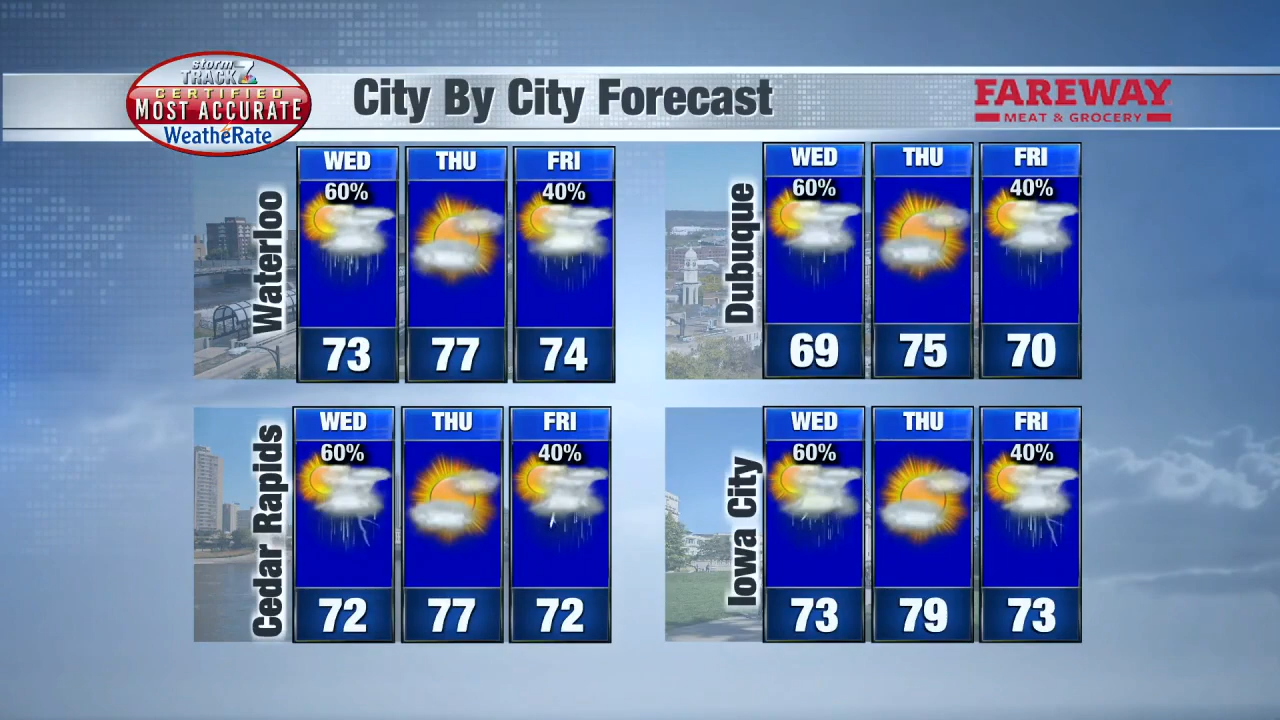 storm
TRACK 7
CERTIFIED
MOST ACCURATE
WeatheRate
City By City Forecast
FAREWAY
MEAT & GROCERY
Waterloo
WED THU FRI
60% 40%
73 77 74
Dubuque
WED THU FRI
60% 40%
69 75 70
Cedar Rapids
WED THU FRI
60% 40%
72 77 72
Iowa City
WED THU FRI
60% 40%
73 79 73